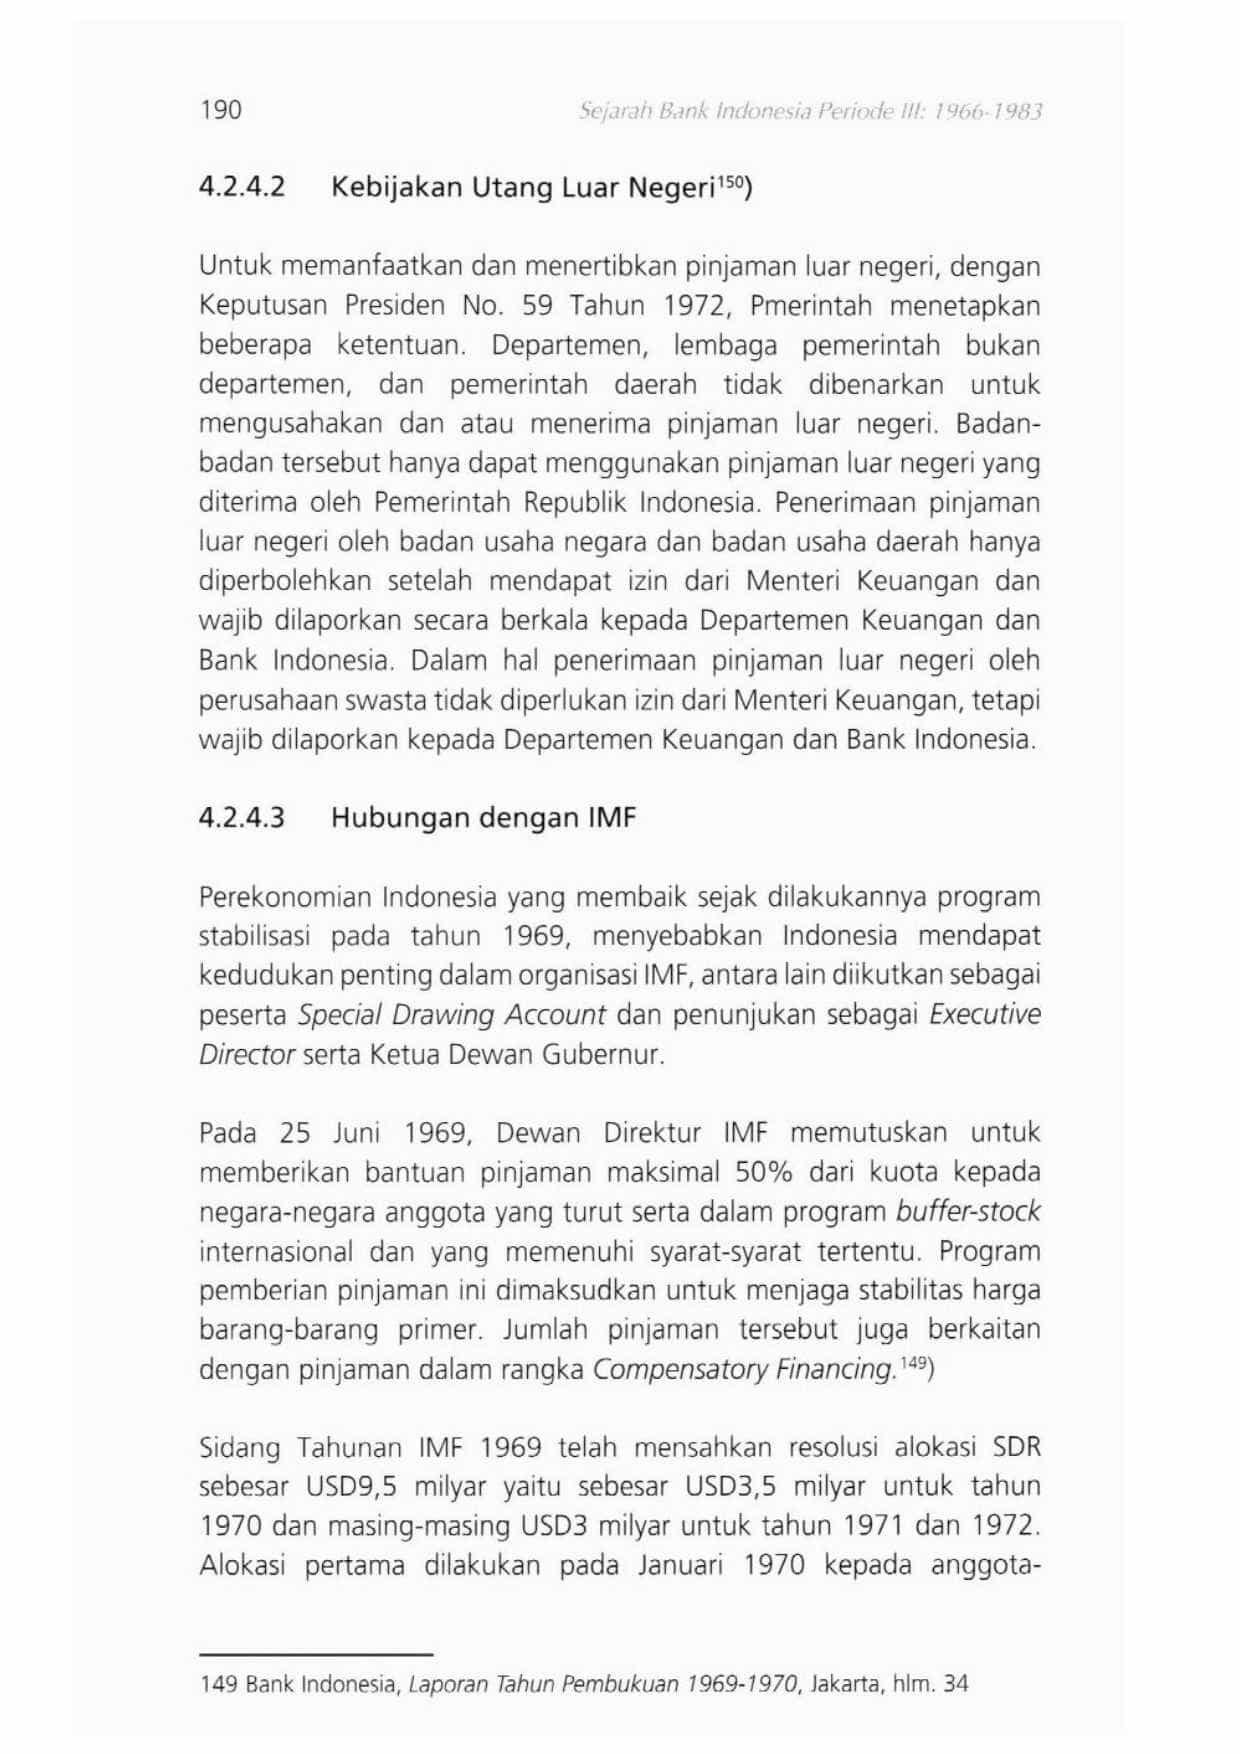 190
Sejarah Bank Indonesia Periode III: 1966-1983
4.2.4.2 Kebijakan Utang Luar Negeri¹⁵⁰)
Untuk memanfaatkan dan menertibkan pinjaman luar negeri, dengan
Keputusan Presiden No. 59 Tahun 1972, Pmerintah menetapkan
beberapa ketentuan. Departemen, lembaga pemerintah bukan
departemen, dan pemerintah daerah tidak dibenarkan untuk
mengusahakan dan atau menerima pinjaman luar negeri. Badan-
badan tersebut hanya dapat menggunakan pinjaman luar negeri yang
diterima oleh Pemerintah Republik Indonesia. Penerimaan pinjaman
luar negeri oleh badan usaha negara dan badan usaha daerah hanya
diperbolehkan setelah mendapat izin dari Menteri Keuangan dan
wajib dilaporkan secara berkala kepada Departemen Keuangan dan
Bank Indonesia. Dalam hal penerimaan pinjaman luar negeri oleh
perusahaan swasta tidak diperlukan izin dari Menteri Keuangan, tetapi
wajib dilaporkan kepada Departemen Keuangan dan Bank Indonesia.
4.2.4.3 Hubungan dengan IMF
Perekonomian Indonesia yang membaik sejak dilakukannya program
stabilisasi pada tahun 1969, menyebabkan Indonesia mendapat
kedudukan penting dalam organisasi IMF, antara lain diikutkan sebagai
peserta Special Drawing Account dan penunjukan sebagai Executive
Director serta Ketua Dewan Gubernur.
Pada 25 Juni 1969, Dewan Direktur IMF memutuskan untuk
memberikan bantuan pinjaman maksimal 50% dari kuota kepada
negara-negara anggota yang turut serta dalam program buffer-stock
internasional dan yang memenuhi syarat-syarat tertentu. Program
pemberian pinjaman ini dimaksudkan untuk menjaga stabilitas harga
barang-barang primer. Jumlah pinjaman tersebut juga berkaitan
dengan pinjaman dalam rangka Compensatory Financing.¹⁴⁹)
Sidang Tahunan IMF 1969 telah mensahkan resolusi alokasi SDR
sebesar USD9,5 milyar yaitu sebesar USD3,5 milyar untuk tahun
1970 dan masing-masing USD3 milyar untuk tahun 1971 dan 1972.
Alokasi pertama dilakukan pada Januari 1970 kepada anggota-
149 Bank Indonesia, Laporan Tahun Pembukuan 1969-1970, Jakarta, hlm. 34